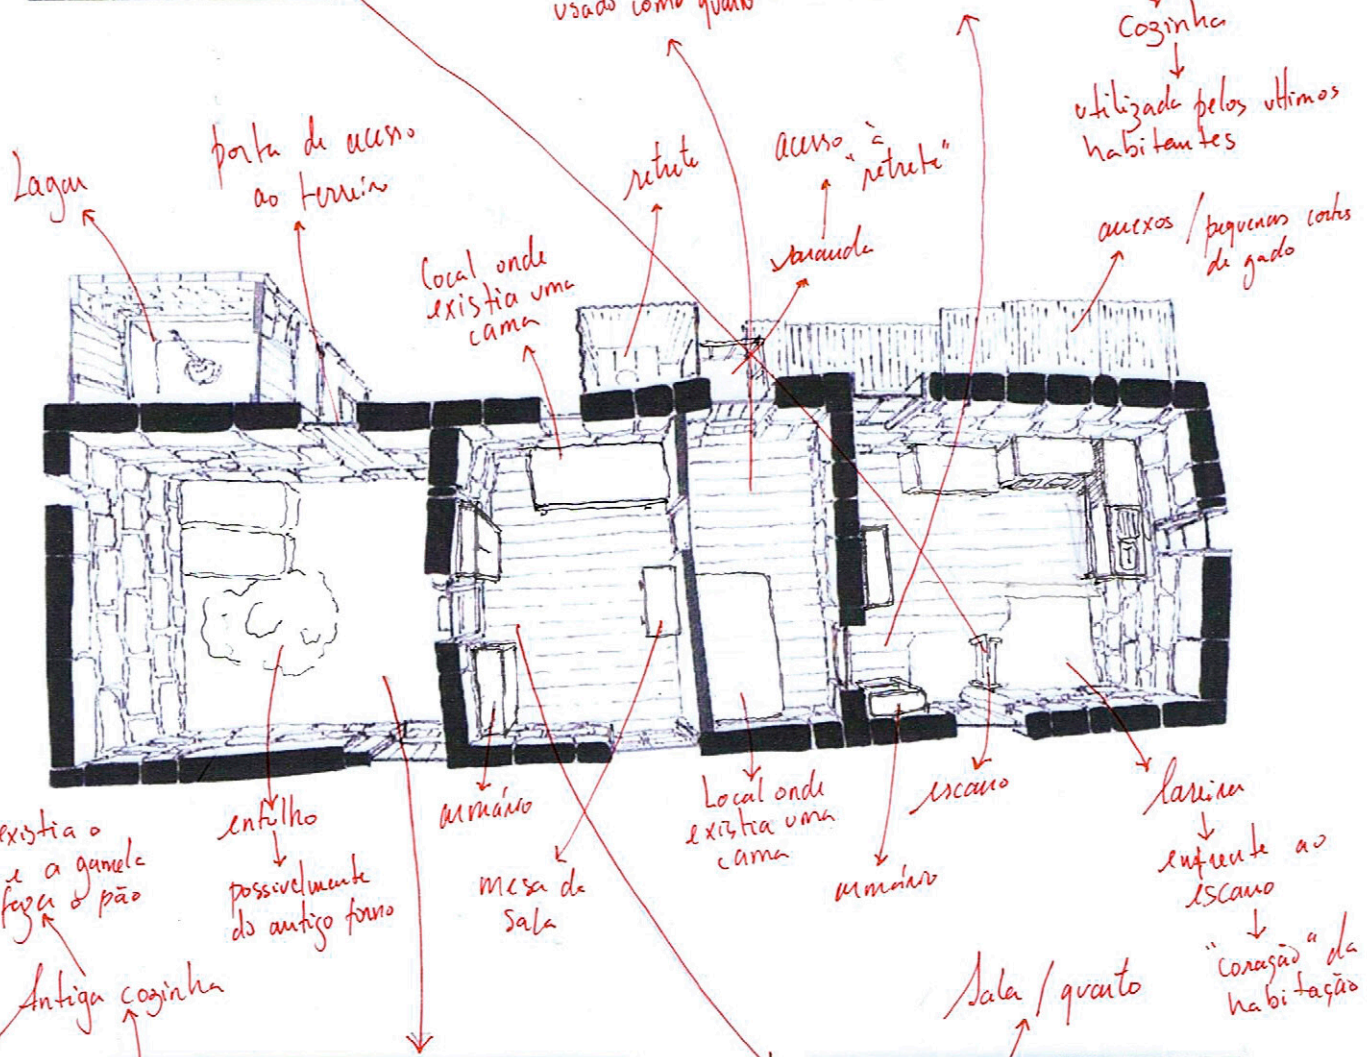 usado como quarto
Cozinha
utilizada pelos ultimos
habitantes
Lagar
porta de acesso
ao terreiro
retrete
acesso à
"retrete"
varanda
anexos / pequenas cortes
de gado
local onde
existia uma
cama
existia o
e a gamela
fazer o pão
Antiga cozinha
entulho
possivelmente
do antigo forno
armário
mesa de
sala
Local onde
existia uma
cama
armário
escano
lareira
enfrente ao
escano
"coração" da
habitação
Sala / quarto